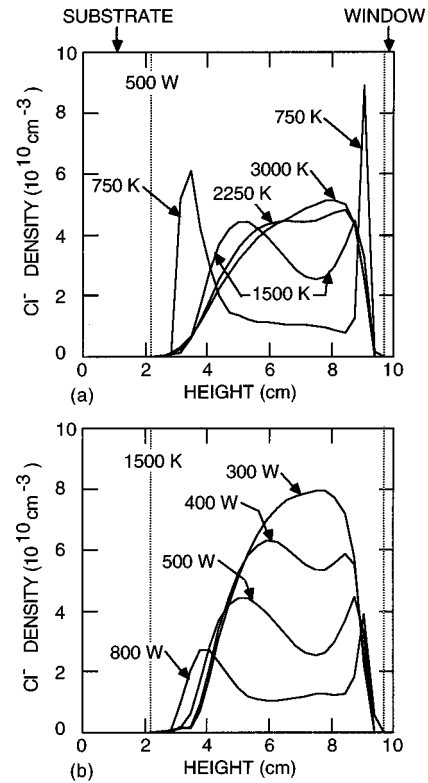 SUBSTRATE WINDOW
10
500 W
750 K
750 K
3000 K
8
2250 K
6
4
1500 K
2
0
Cl⁻ DENSITY (10¹⁰cm⁻³)
0 2 4 6 8 10
(a) HEIGHT (cm)
10
1500 K
300 W
8
400 W
6
500 W
4
800 W
2
0
Cl⁻ DENSITY (10¹⁰cm⁻³)
0 2 4 6 8 10
(b) HEIGHT (cm)